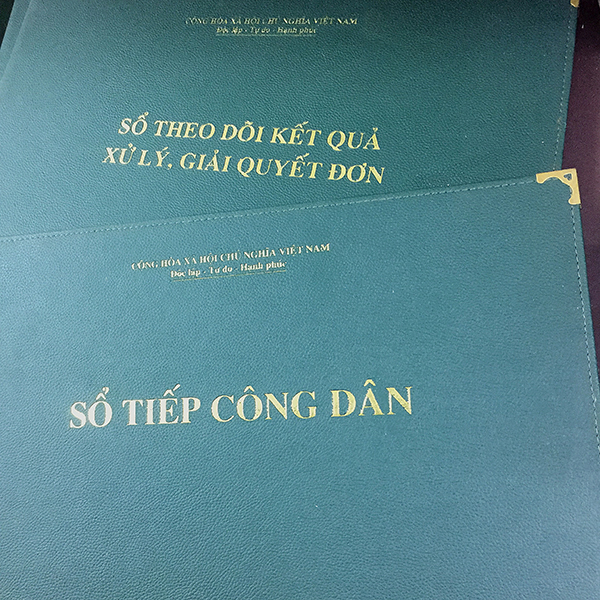 CỘNG HÒA XÃ HỘI CHỦ NGHĨA VIỆT NAM
Độc lập - Tự do - Hạnh phúc
SỔ THEO DÕI KẾT QUẢ
XỬ LÝ, GIẢI QUYẾT ĐƠN
CỘNG HÒA XÃ HỘI CHỦ NGHĨA VIỆT NAM
Độc lập - Tự do - Hạnh phúc
SỔ TIẾP CÔNG DÂN